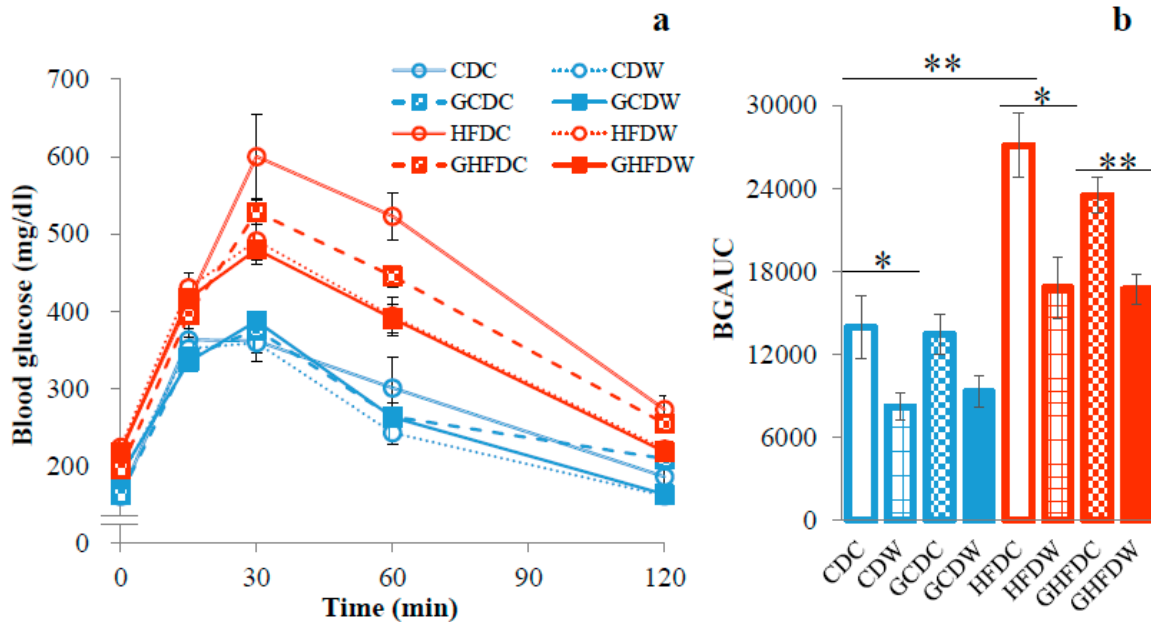 a
Blood glucose (mg/dl)
700
600
500
400
300
200
0
0
30
60
90
120
Time (min)
CDC CDW
GCDC GCDW
HFDC HFDW
GHFDC GHFDW
b
BGAUC
30000
24000
18000
12000
6000
0
**
*
**
*
CDC
CDW
GCDC
GCDW
HFDC
HFDW
GHFDC
GHFDW